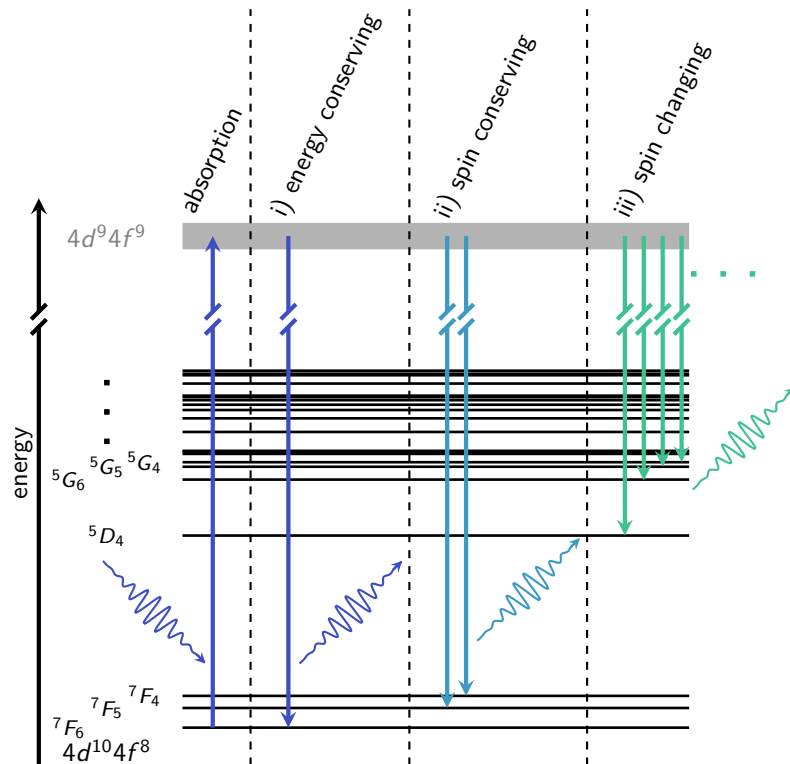 absorption
i) energy conserving
ii) spin conserving
iii) spin changing
4d⁹4f⁹
energy
⁵G₆ ⁵G₅ ⁵G₄
⁵D₄
⁷F₆ ⁷F₅ ⁷F₄
4d¹⁰4f⁸